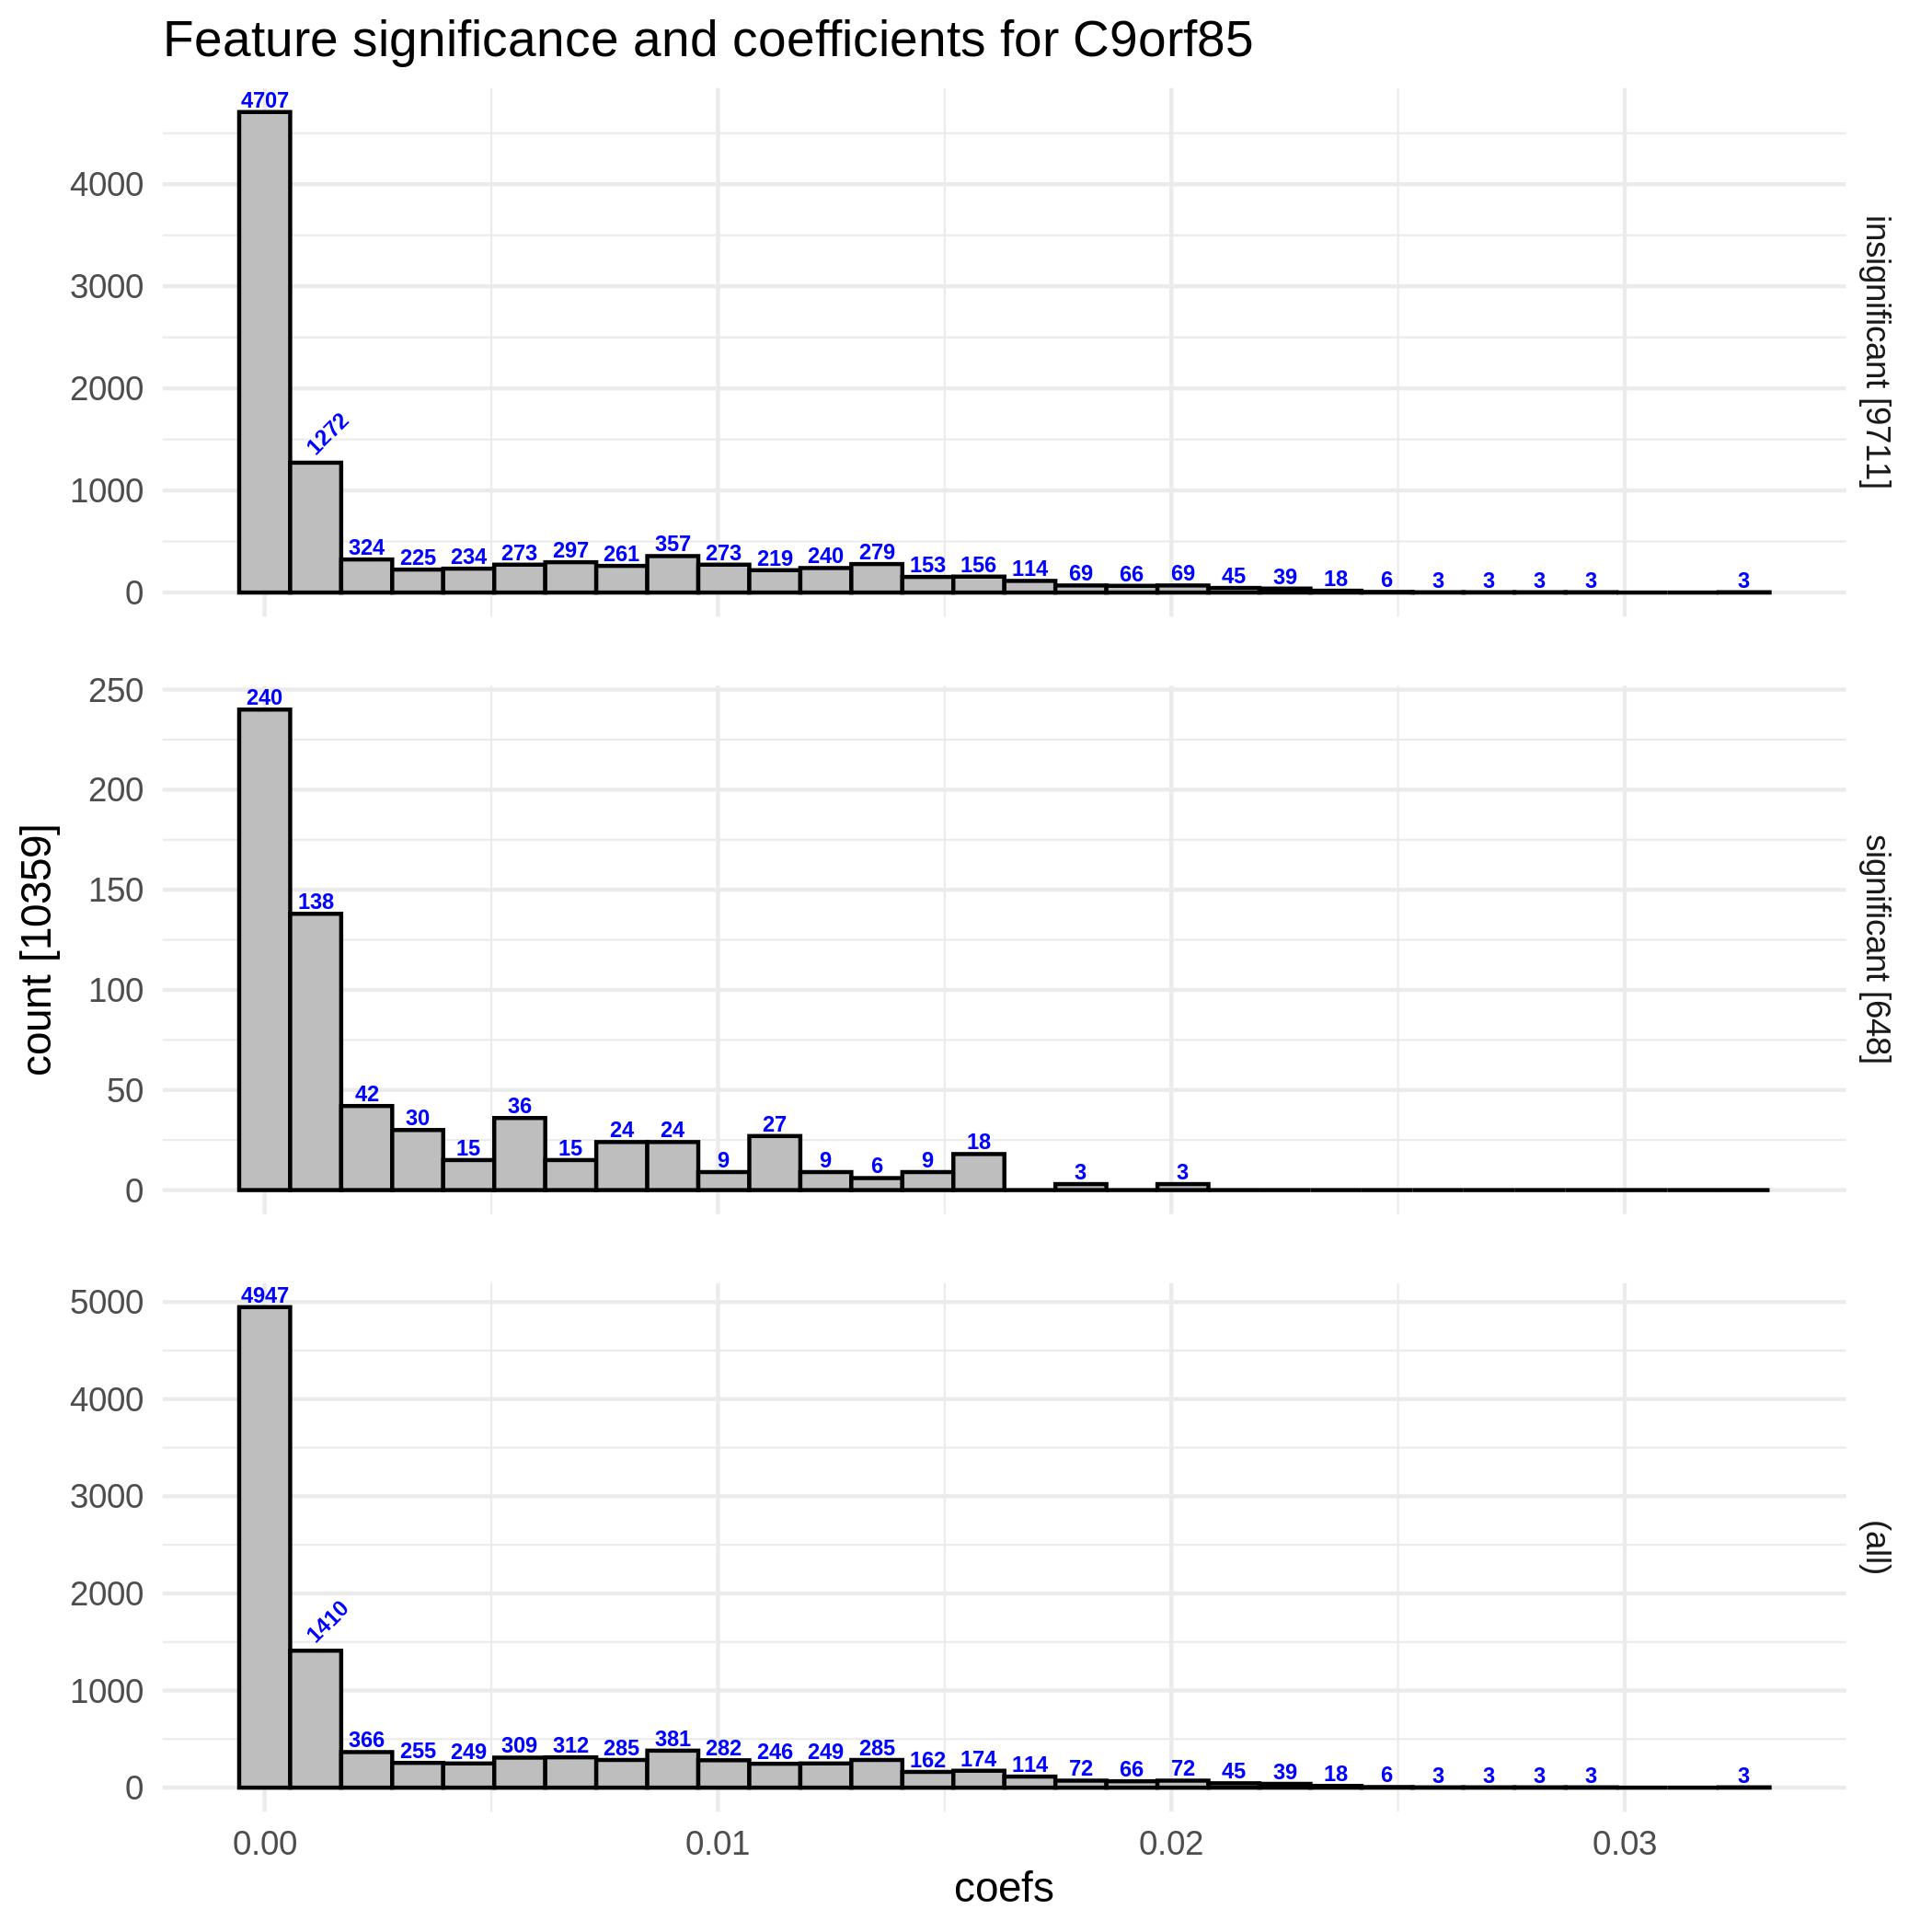 Feature significance and coefficients for C9orf85
4707
4000
3000
2000
1272
1000
324 225 234 273 297 261 357 273 219 240 279 153 156 114 69 66 69 45 39 18 6 3 3 3 3 3
0
insignificant [9711]
count [10359]
250
240
200
150
138
100
50
42 30 15 36 15 24 24 9 27 9 6 9 18 3 3
0
significant [648]
5000
4947
4000
3000
2000
1410
1000
366 255 249 309 312 285 381 282 246 249 285 162 174 114 72 66 72 45 39 18 6 3 3 3 3 3
0
(all)
0.00 0.01 0.02 0.03
coefs